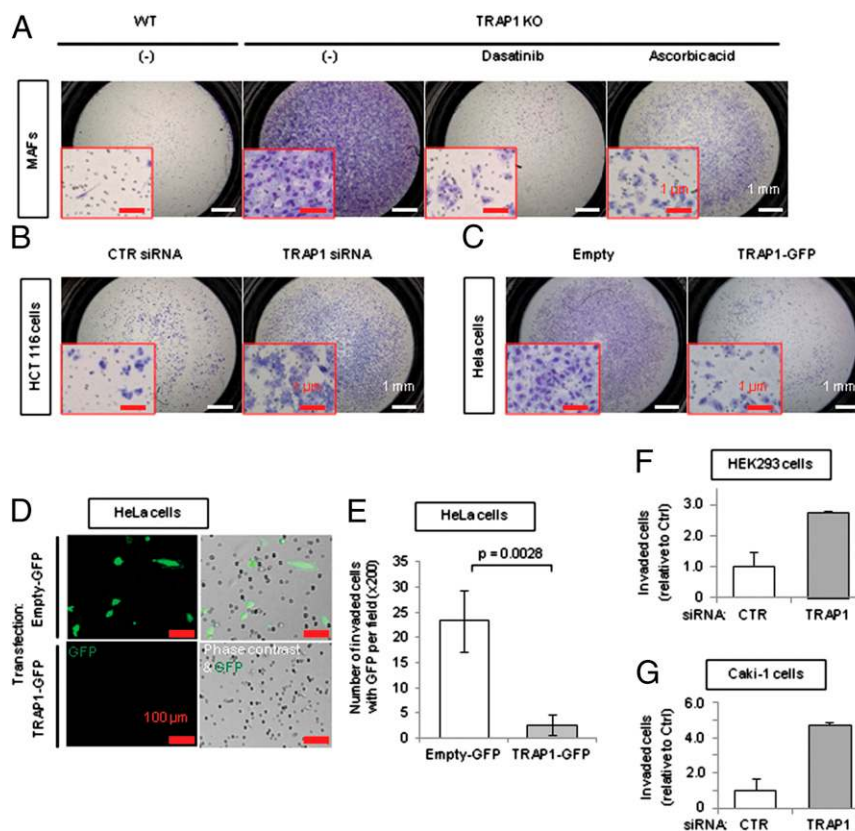 A
WT
TRAP1 KO
(-)
(-)
Dasatinib
Ascorbic acid
MAFs
1 µm
1 mm
B
CTR siRNA
TRAP1 siRNA
HCT 116 cells
1 mm
C
Empty
TRAP1-GFP
Hela cells
1 µm
1 mm
D
HeLa cells
Transfection:
Empty-GFP
TRAP1-GFP
GFP
Phase contrast
& GFP
100 µm
E
HeLa cells
p = 0.0028
Number of invaded cells
with GFP per field (x200)
35
30
25
20
15
10
5
0
Empty-GFP
TRAP1-GFP
F
HEK293 cells
Invaded cells
(relative to Ctrl)
3.0
2.0
1.0
0.0
siRNA: CTR TRAP1
G
Caki-1 cells
Invaded cells
(relative to Ctrl)
6.0
4.0
2.0
0.0
siRNA: CTR TRAP1